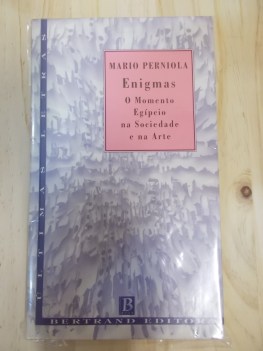 MARIO PERNIOLA
Enigmas
O Momento
Egípcio
na Sociedade
e na Arte
ÚLTIMAS LETRAS
B
BERTRAND EDITORA